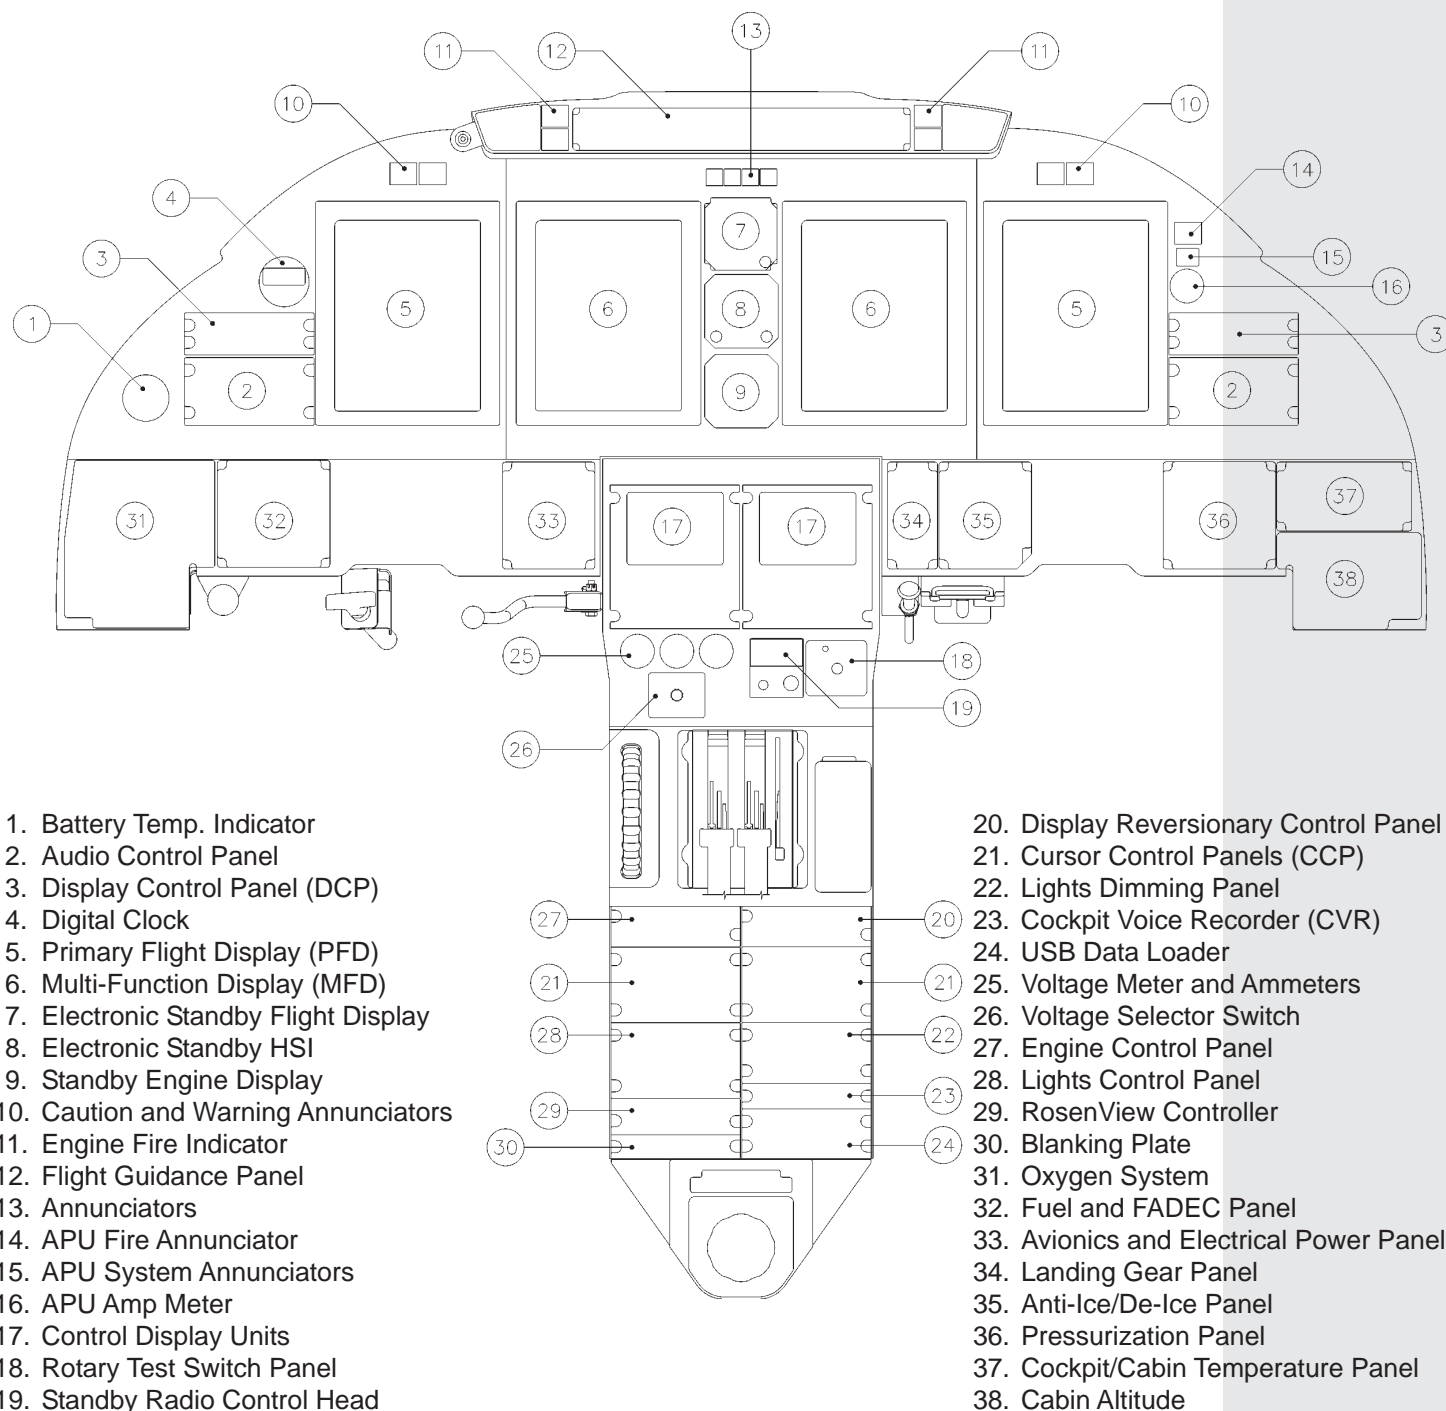 13
11
12
11
10
10
4
14
3
7
15
16
1
5
6
8
6
5
3
2
9
2
31
32
33
17
17
34
35
36
37
38
25
18
19
26
27
20
21
21
28
22
29
23
30
24
1. Battery Temp. Indicator
2. Audio Control Panel
3. Display Control Panel (DCP)
4. Digital Clock
5. Primary Flight Display (PFD)
6. Multi-Function Display (MFD)
7. Electronic Standby Flight Display
8. Electronic Standby HSI
9. Standby Engine Display
10. Caution and Warning Annunciators
11. Engine Fire Indicator
12. Flight Guidance Panel
13. Annunciators
14. APU Fire Annunciator
15. APU System Annunciators
16. APU Amp Meter
17. Control Display Units
18. Rotary Test Switch Panel
19. Standby Radio Control Head
20. Display Reversionary Control Panel
21. Cursor Control Panels (CCP)
22. Lights Dimming Panel
23. Cockpit Voice Recorder (CVR)
24. USB Data Loader
25. Voltage Meter and Ammeters
26. Voltage Selector Switch
27. Engine Control Panel
28. Lights Control Panel
29. RosenView Controller
30. Blanking Plate
31. Oxygen System
32. Fuel and FADEC Panel
33. Avionics and Electrical Power Panel
34. Landing Gear Panel
35. Anti-Ice/De-Ice Panel
36. Pressurization Panel
37. Cockpit/Cabin Temperature Panel
38. Cabin Altitude